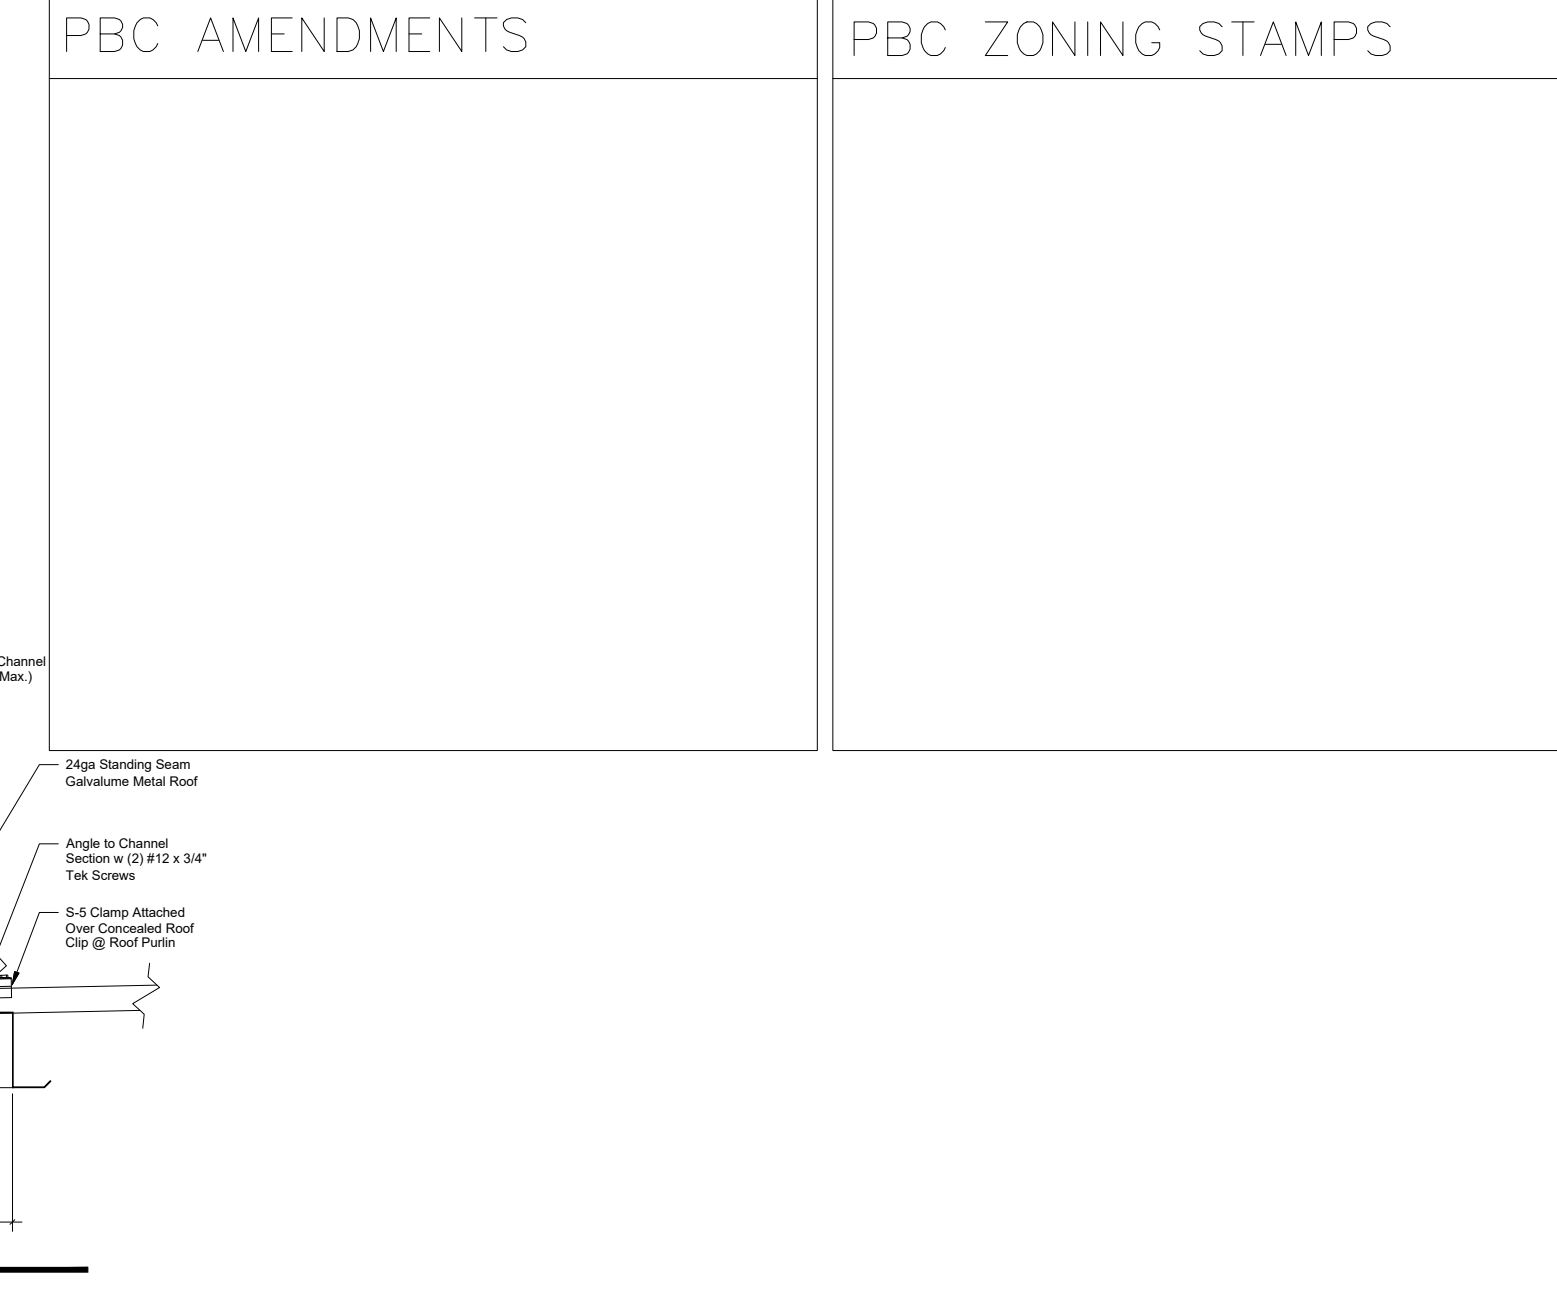 PBC AMENDMENTS
PBC ZONING STAMPS
Channel
Max.)
24ga Standing Seam
Galvalume Metal Roof
Angle to Channel
Section w (2) #12 x 3/4"
Tek Screws
S-5 Clamp Attached
Over Concealed Roof
Clip @ Roof Purlin